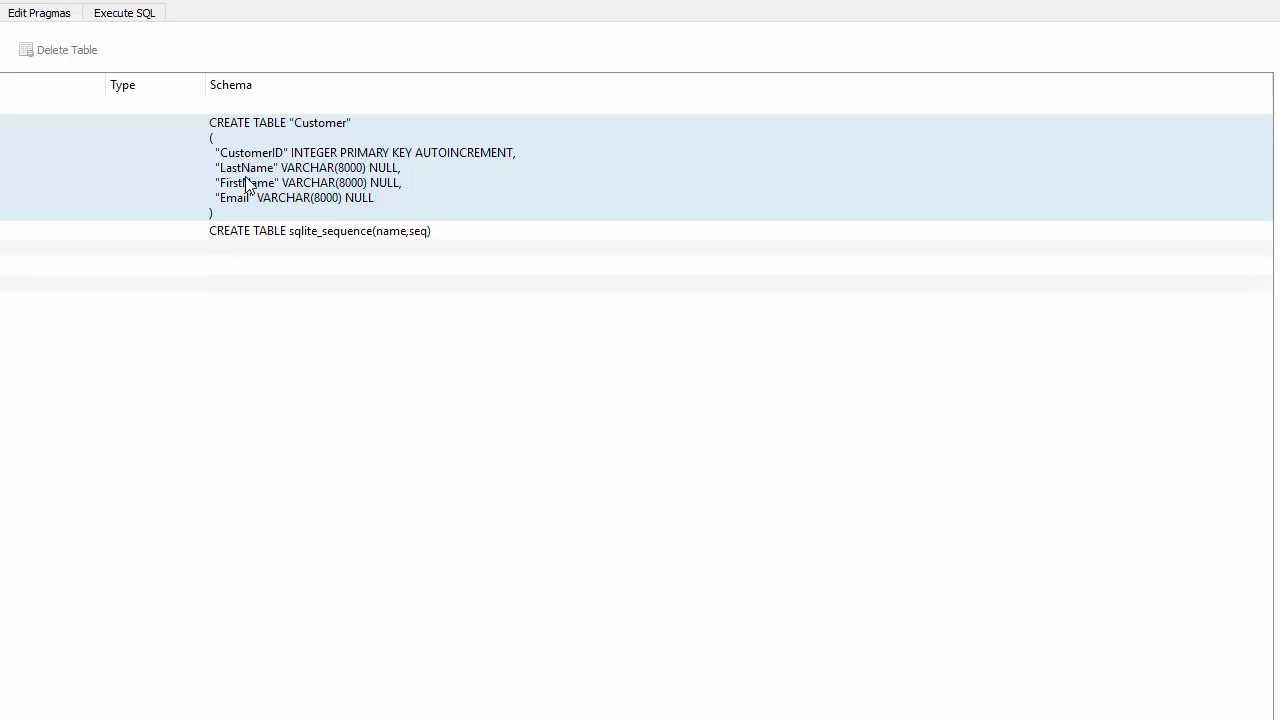 Edit Pragmas Execute SQL
Delete Table
Type Schema
CREATE TABLE "Customer"
(
"CustomerID" INTEGER PRIMARY KEY AUTOINCREMENT,
"LastName" VARCHAR(8000) NULL,
"FirstName" VARCHAR(8000) NULL,
"Email" VARCHAR(8000) NULL
)
CREATE TABLE sqlite_sequence(name,seq)